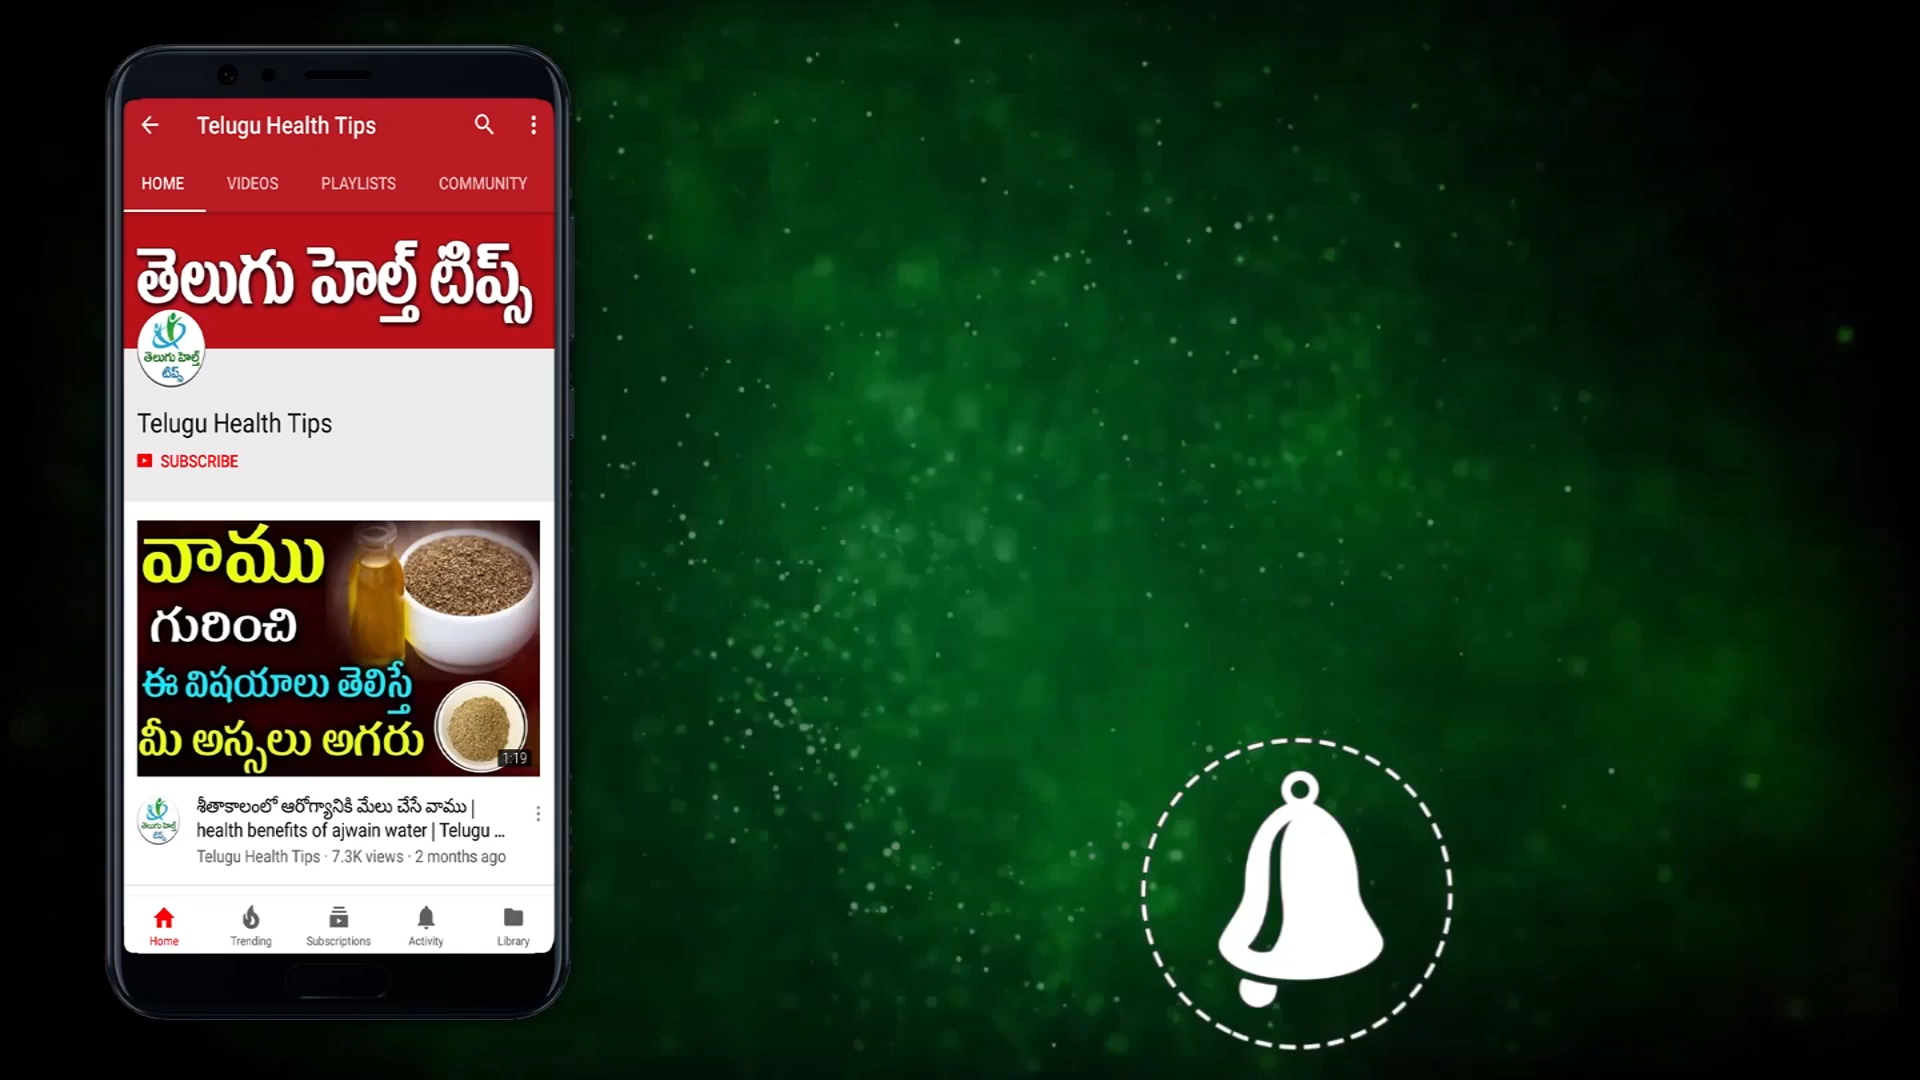 Telugu Health Tips
HOME VIDEOS PLAYLISTS COMMUNITY
తెలుగు హెల్త్ టిప్స్
తెలుగు హెల్త్
టిప్స్
Telugu Health Tips
SUBSCRIBE
వాము
గురించి
ఈ విషయాలు తెలిస్తే
మీ అస్సలు ఆగరు
1:19
తెలుగు హెల్త్
టిప్స్
శీతాకాలంలో ఆరోగ్యానికి మేలు చేసే వాము |
health benefits of ajwain water | Telugu ...
Telugu Health Tips · 7.3K views · 2 months ago
Home Trending Subscriptions Activity Library